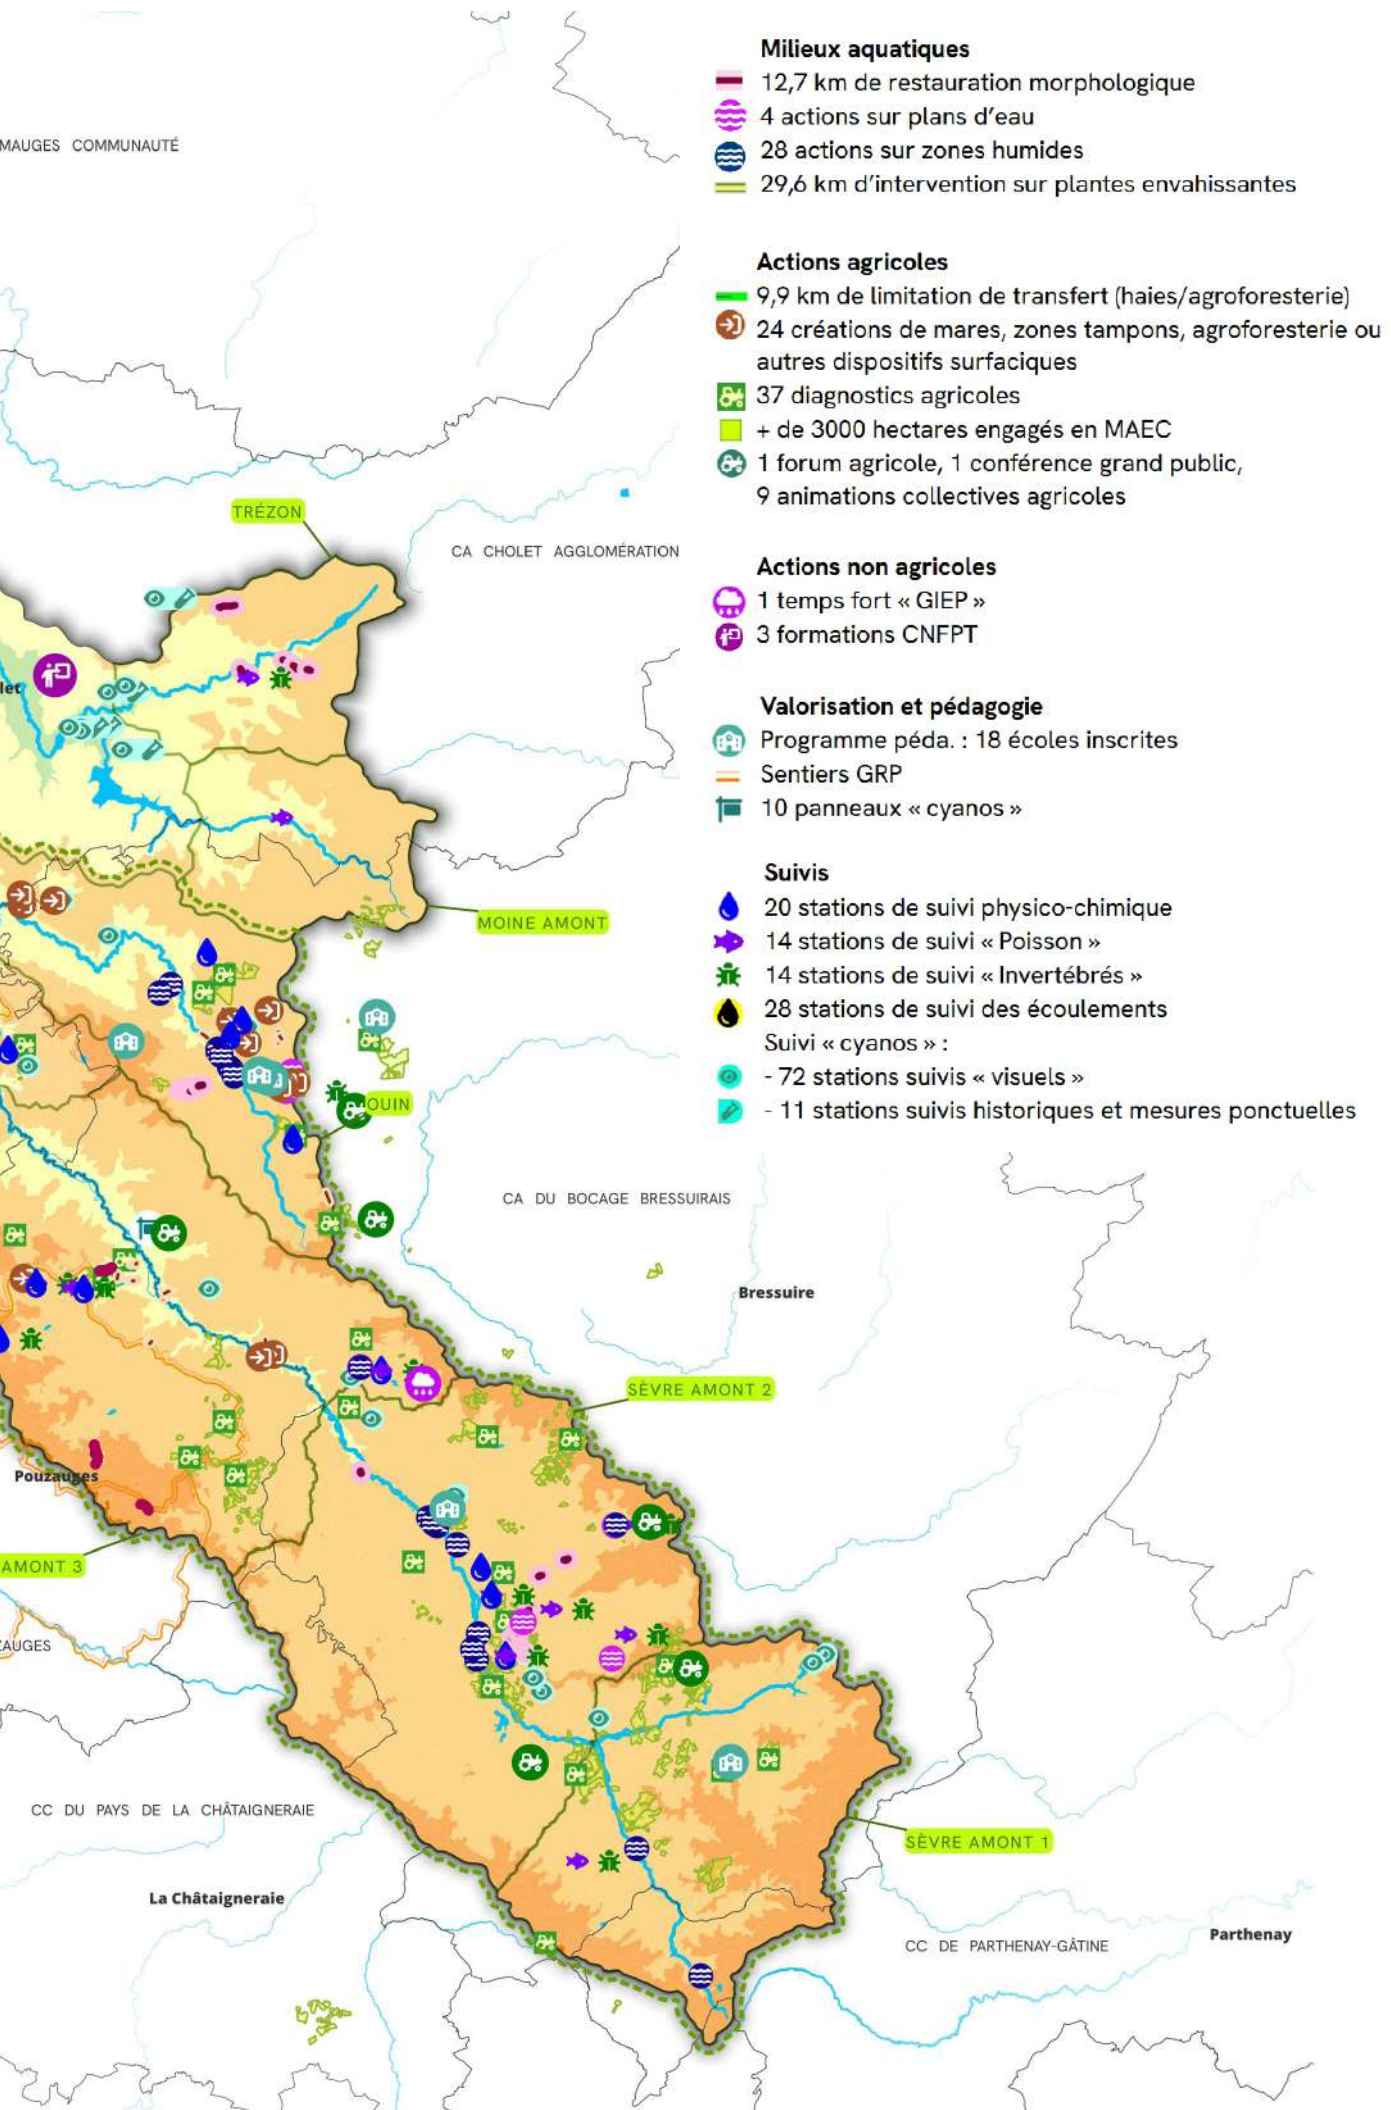 Milieux aquatiques
12,7 km de restauration morphologique
4 actions sur plans d'eau
28 actions sur zones humides
29,6 km d'intervention sur plantes envahissantes
Actions agricoles
9,9 km de limitation de transfert (haies/agroforesterie)
24 créations de mares, zones tampons, agroforesterie ou
autres dispositifs surfaciques
37 diagnostics agricoles
+ de 3000 hectares engagés en MAEC
1 forum agricole, 1 conférence grand public,
9 animations collectives agricoles
Actions non agricoles
1 temps fort « GIEP »
3 formations CNFPT
Valorisation et pédagogie
Programme péda. : 18 écoles inscrites
Sentiers GRP
10 panneaux « cyanos »
Suivis
20 stations de suivi physico-chimique
14 stations de suivi « Poisson »
14 stations de suivi « Invertébrés »
28 stations de suivi des écoulements
Suivi « cyanos » :
- 72 stations suivis « visuels »
- 11 stations suivis historiques et mesures ponctuelles
MAUGES COMMUNAUTÉ
TRÉZON
CA CHOLET AGGLOMÉRATION
let
MOINE AMONT
OUIN
CA DU BOCAGE BRESSUIRAIS
Bressuire
SÈVRE AMONT 2
Pouzauges
AMONT 3
ZAUGES
CC DU PAYS DE LA CHÂTAIGNERAIE
SÈVRE AMONT 1
La Châtaigneraie
CC DE PARTHENAY-GÂTINE
Parthenay